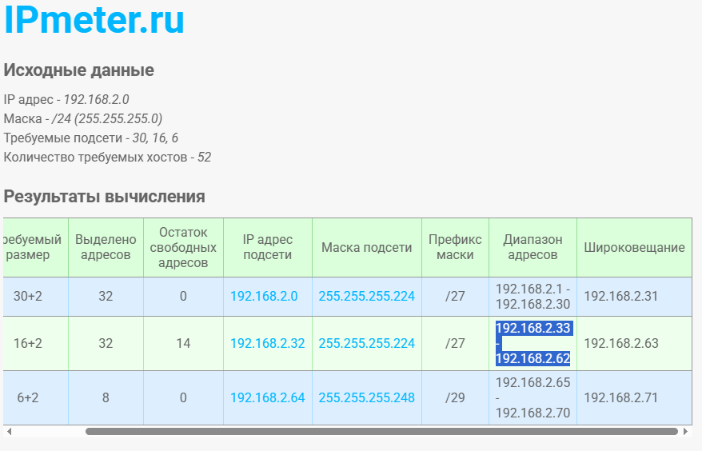 IPmeter.ru
Исходные данные
IP адрес - 192.168.2.0
Маска - /24 (255.255.255.0)
Требуемые подсети - 30, 16, 6
Количество требуемых хостов - 52
Результаты вычисления
ребуемый размер Выделено адресов Остаток свободных адресов IP адрес подсети Маска подсети Префикс маски Диапазон адресов Широковещание
30+2 32 0 192.168.2.0 255.255.255.224 /27 192.168.2.1 - 192.168.2.30 192.168.2.31
16+2 32 14 192.168.2.32 255.255.255.224 /27 192.168.2.33 - 192.168.2.62 192.168.2.63
6+2 8 0 192.168.2.64 255.255.255.248 /29 192.168.2.65 - 192.168.2.70 192.168.2.71